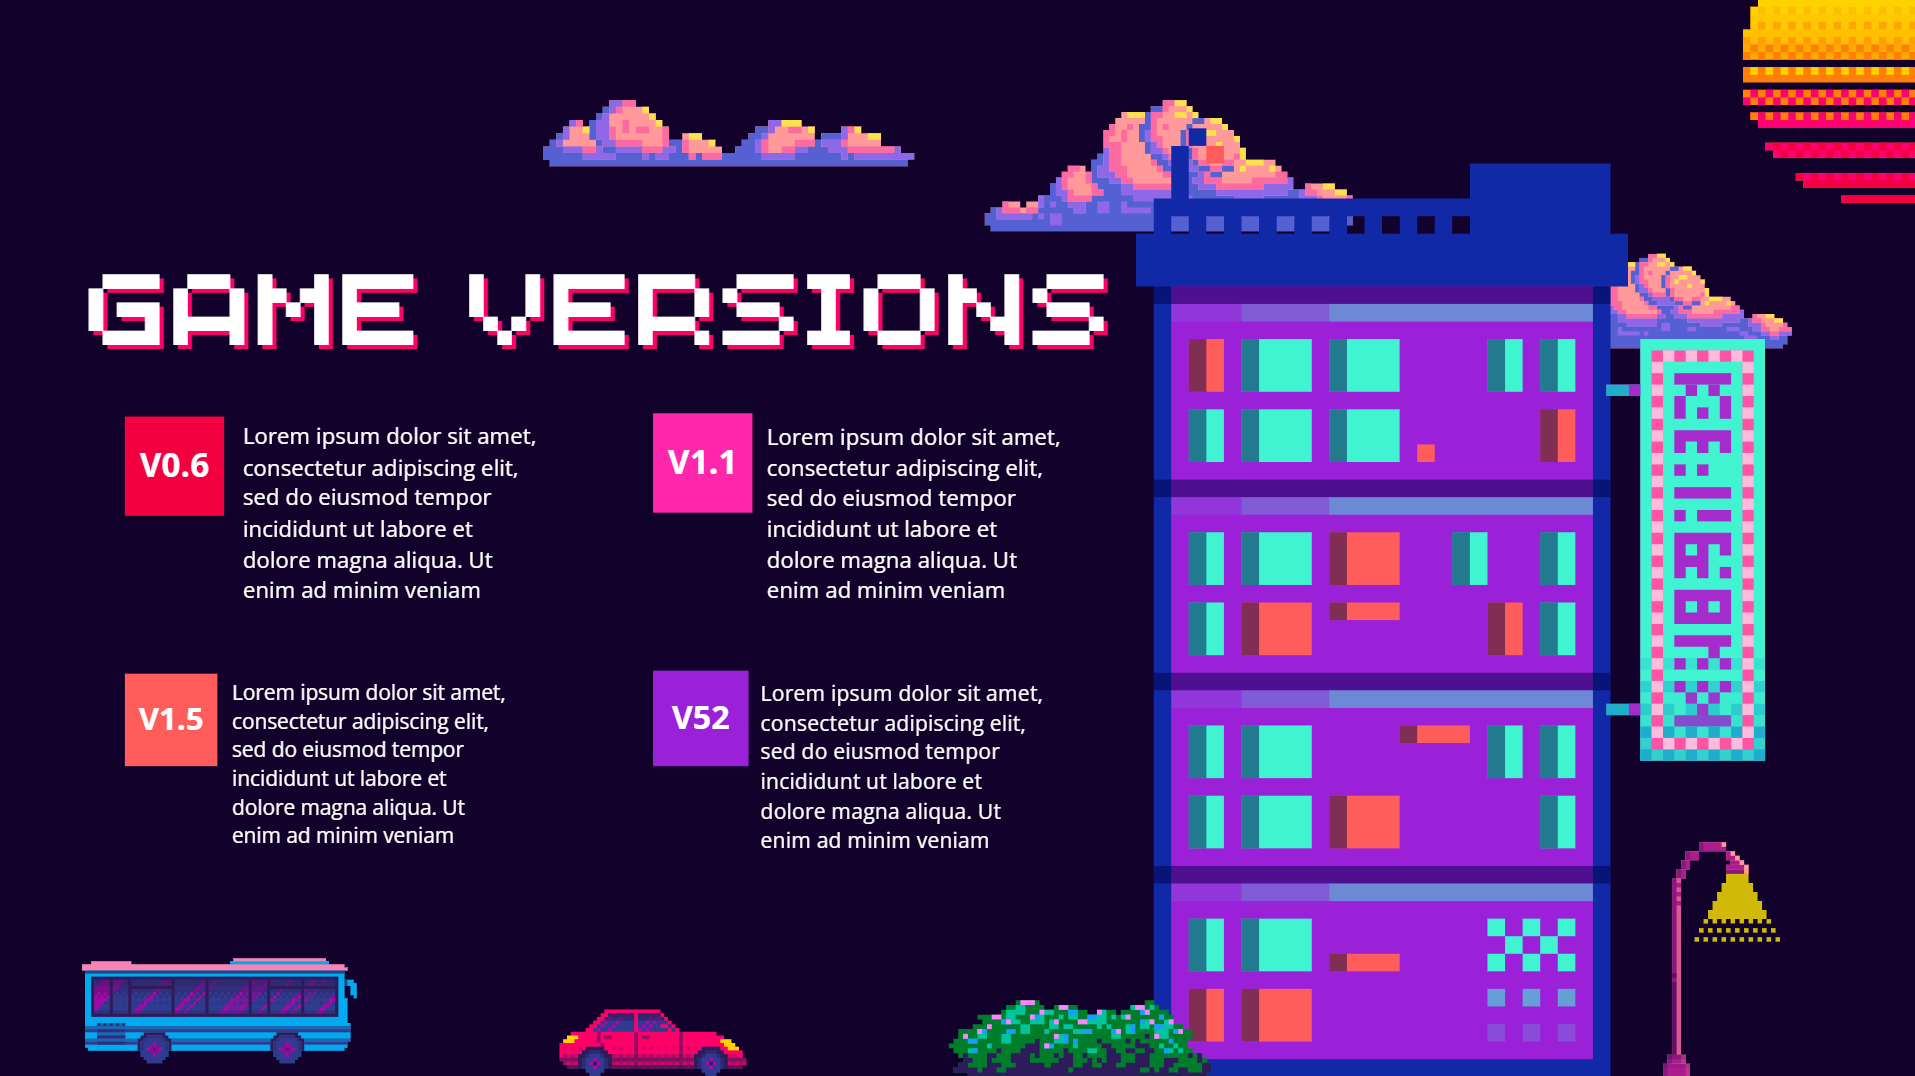 GAME VERSIONS
V0.6
Lorem ipsum dolor sit amet,
consectetur adipiscing elit,
sed do eiusmod tempor
incididunt ut labore et
dolore magna aliqua. Ut
enim ad minim veniam
V1.1
Lorem ipsum dolor sit amet,
consectetur adipiscing elit,
sed do eiusmod tempor
incididunt ut labore et
dolore magna aliqua. Ut
enim ad minim veniam
V1.5
Lorem ipsum dolor sit amet,
consectetur adipiscing elit,
sed do eiusmod tempor
incididunt ut labore et
dolore magna aliqua. Ut
enim ad minim veniam
V52
Lorem ipsum dolor sit amet,
consectetur adipiscing elit,
sed do eiusmod tempor
incididunt ut labore et
dolore magna aliqua. Ut
enim ad minim veniam